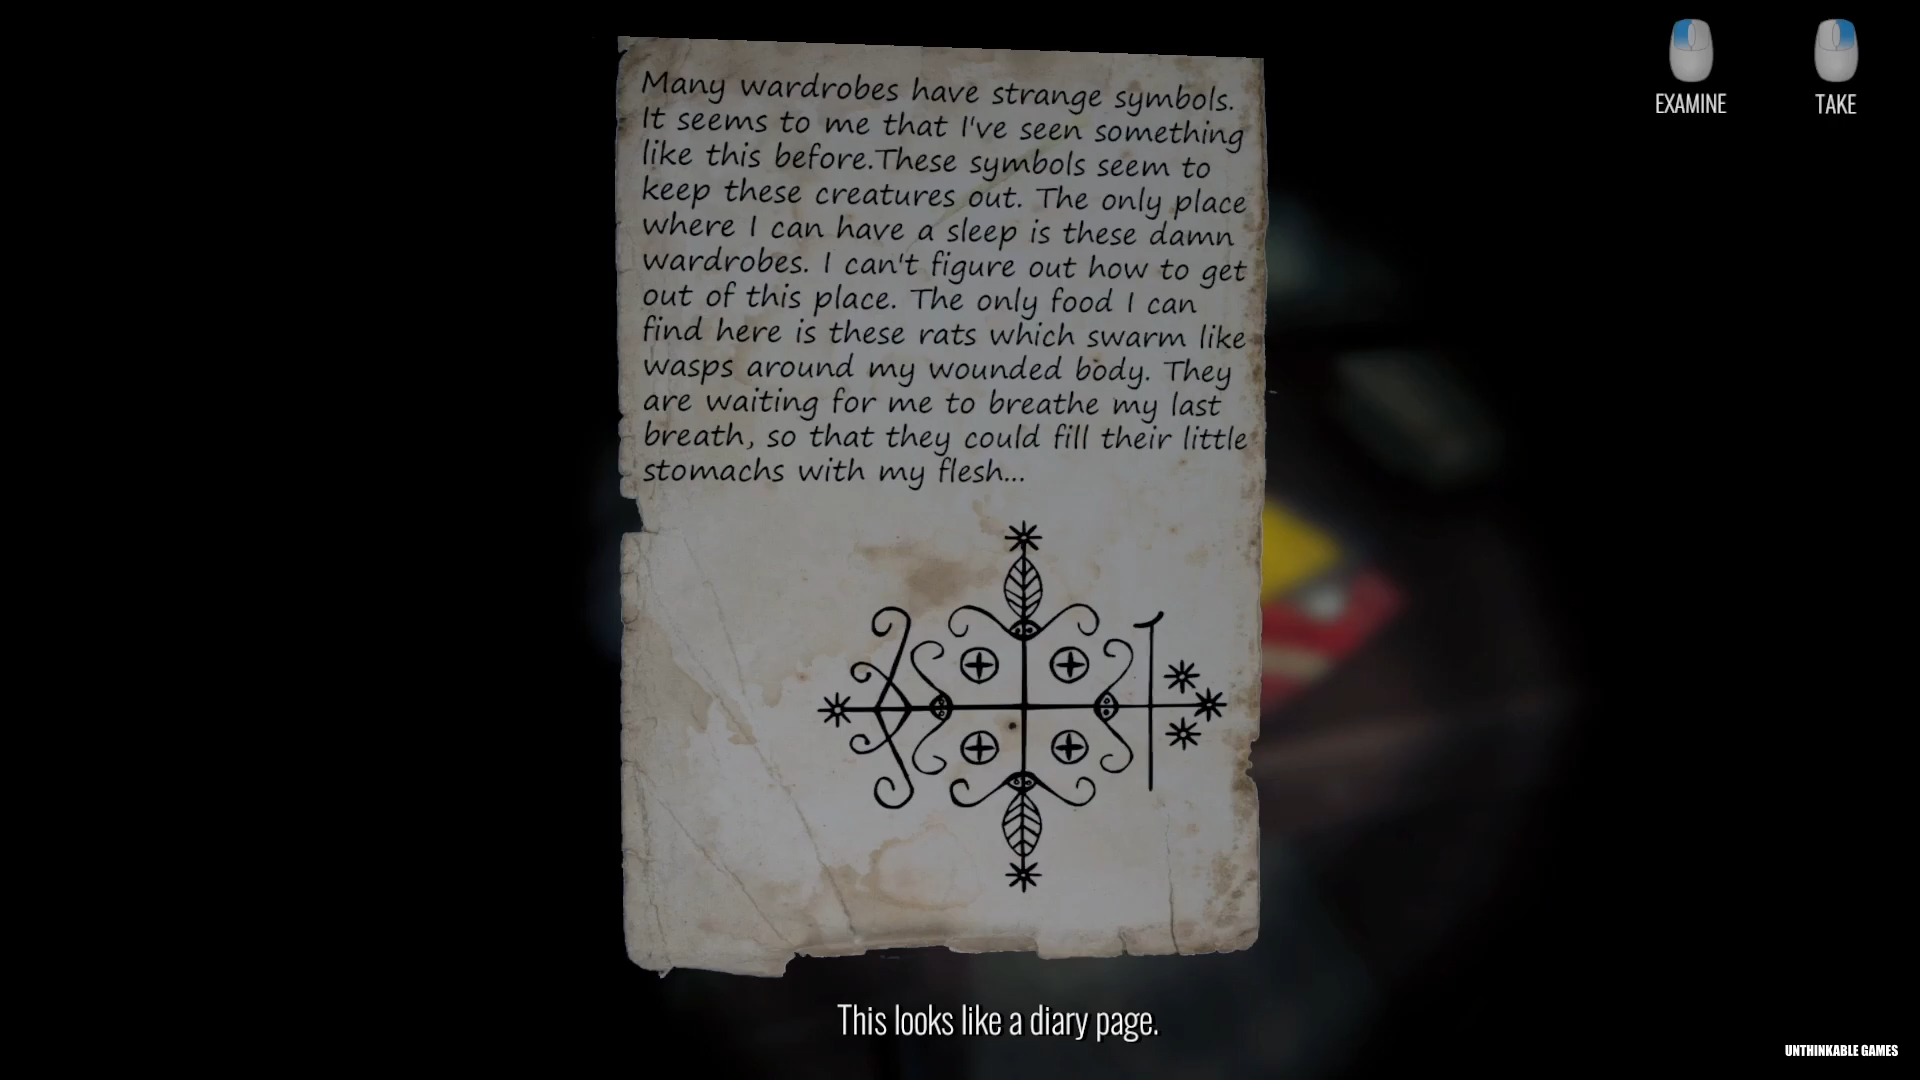 Many wardrobes have strange symbols.
It seems to me that I've seen something
like this before.These symbols seem to
keep these creatures out. The only place
where I can have a sleep is these damn
wardrobes. I can't figure out how to get
out of this place. The only food I can
find here is these rats which swarm like
wasps around my wounded body. They
are waiting for me to breathe my last
breath, so that they could fill their little
stomachs with my flesh...
EXAMINE
TAKE
This looks like a diary page.
UNTHINKABLE GAMES